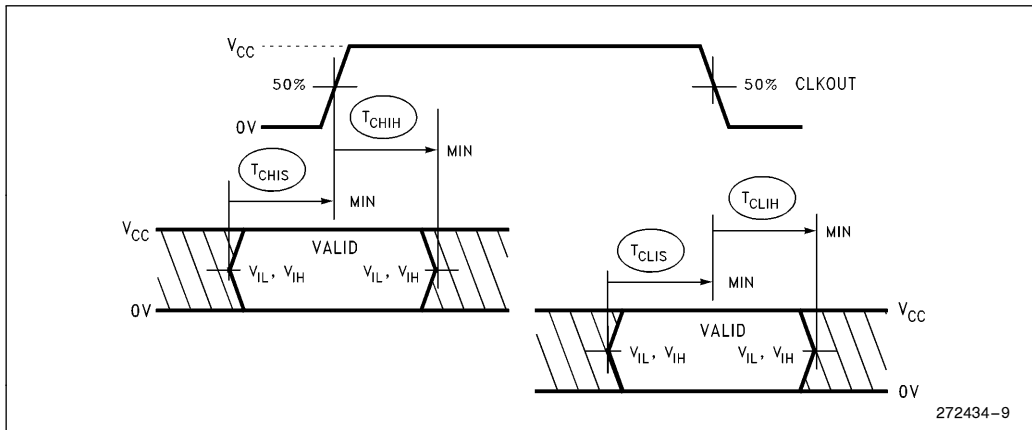 VCC
50%
50% CLKOUT
0V
TCHIH
MIN
TCHIS
MIN
TCLIH
MIN
TCLIS
MIN
VCC
VALID
VIL, VIH VIL, VIH
0V
VCC
VALID
VIL, VIH VIL, VIH
0V
272434–9